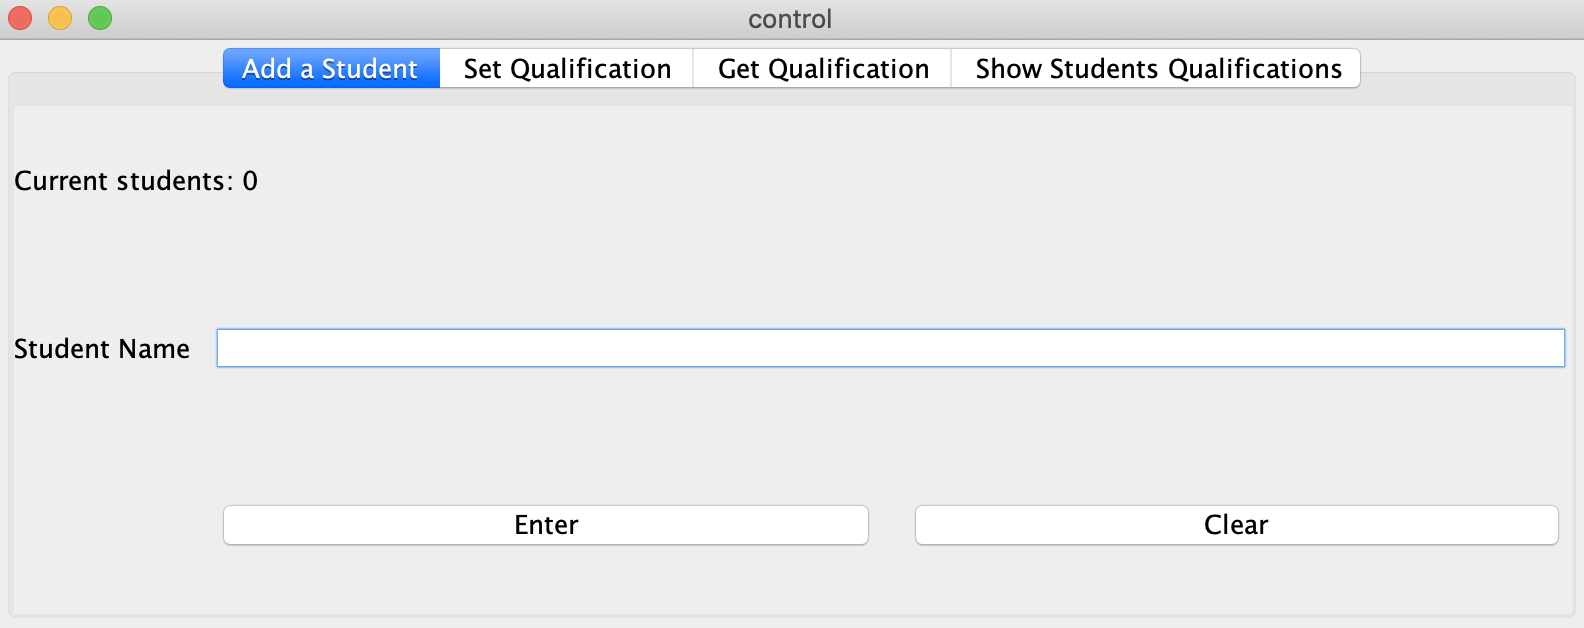 control
Add a Student Set Qualification Get Qualification Show Students Qualifications
Current students: 0
Student Name
Enter Clear